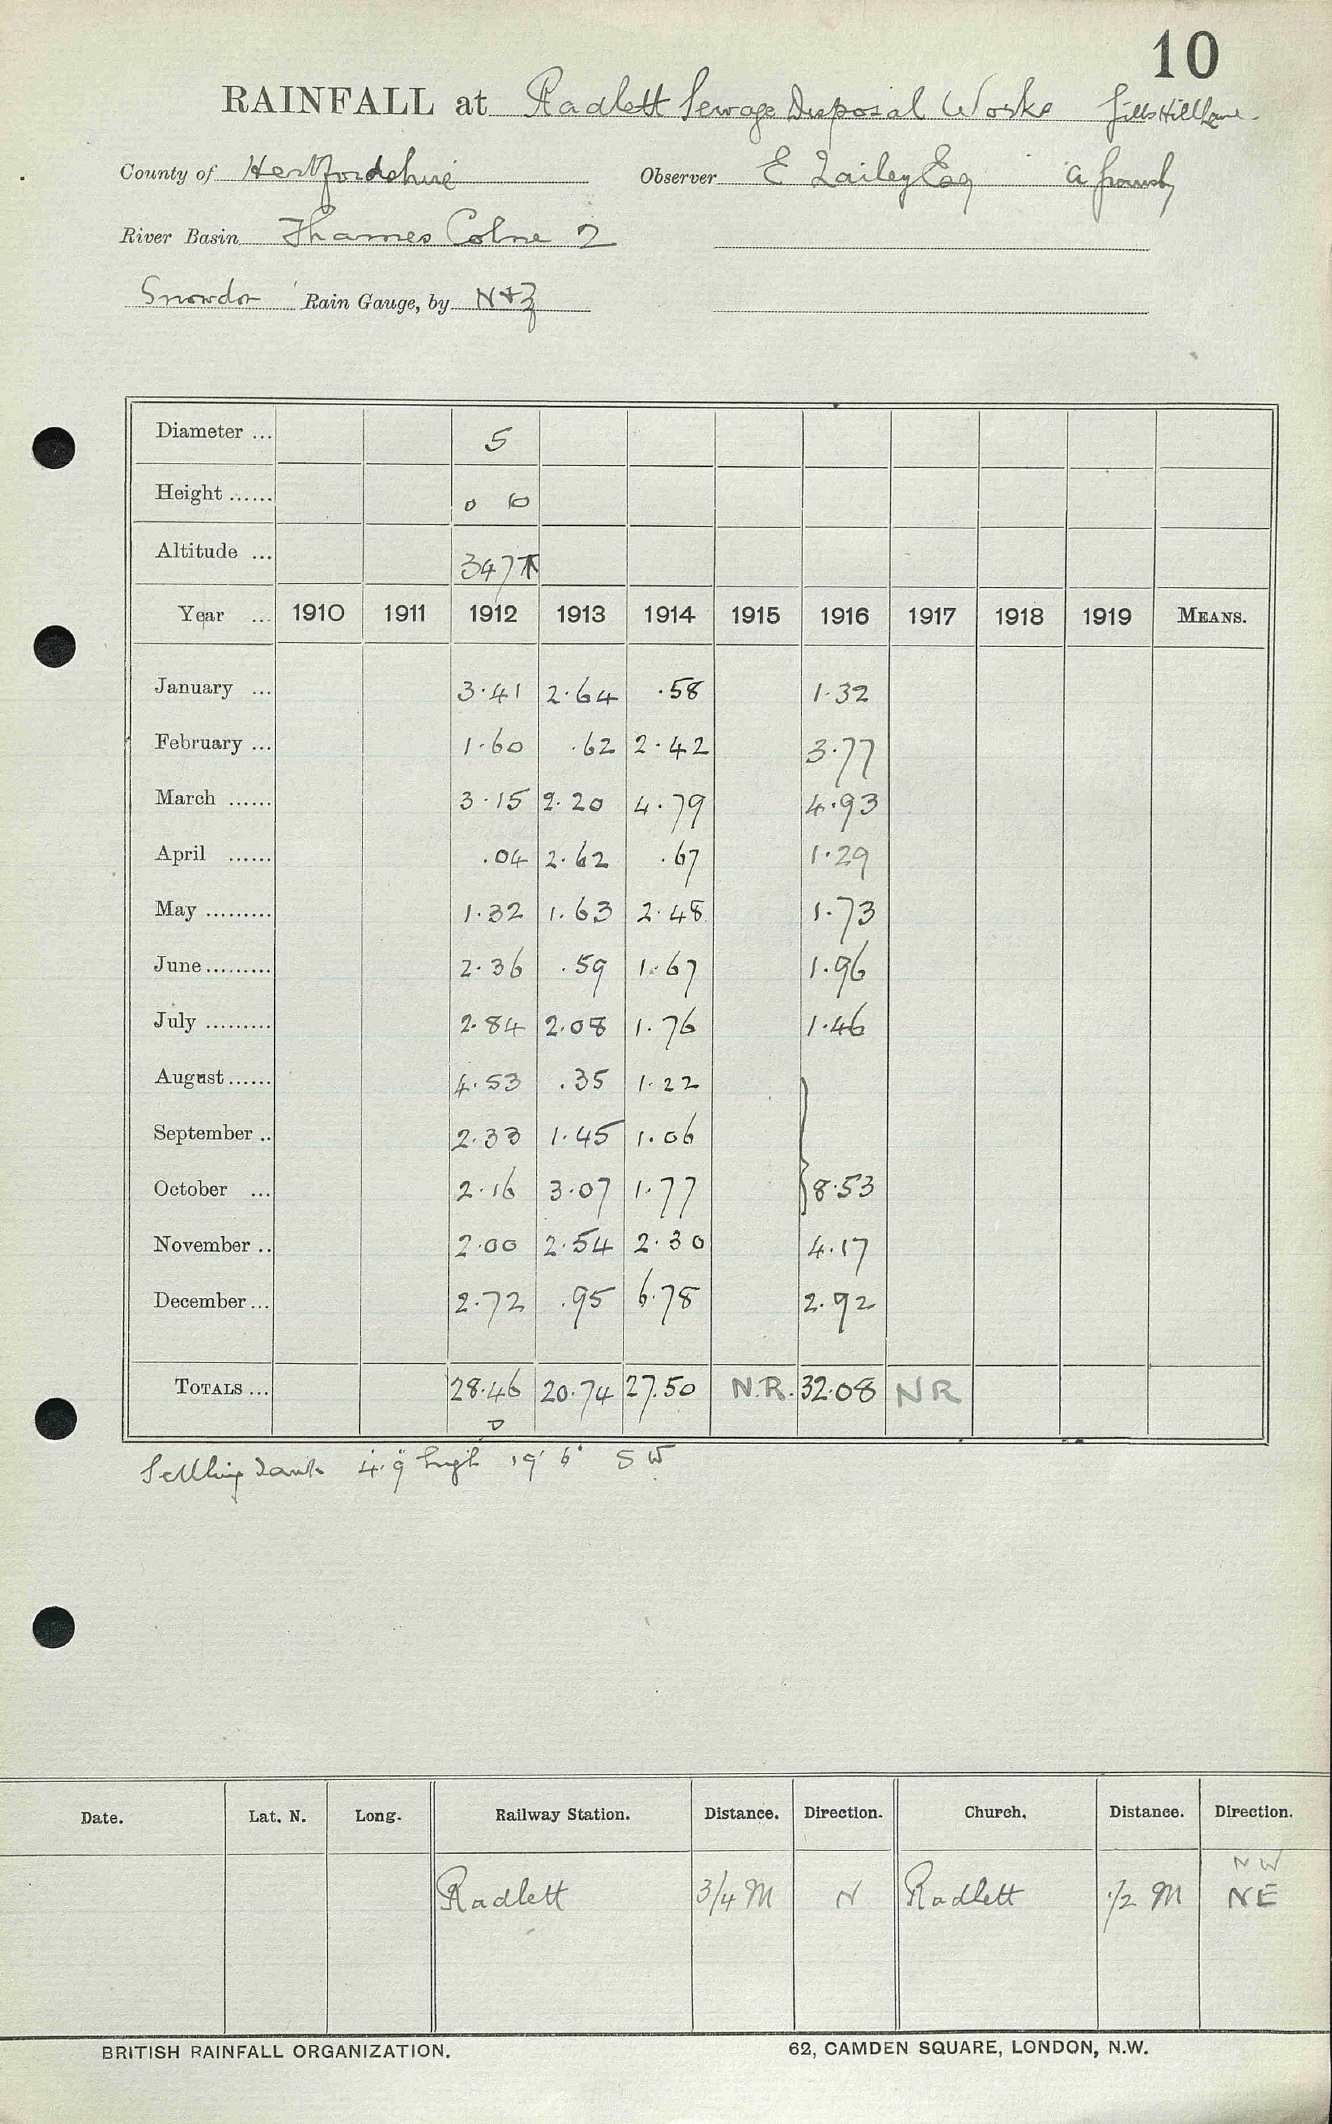 10
RAINFALL at Radlett Sewage Disposal Works Gills Hill Lane
County of Hertfordshire Observer E Lailey Esq
River Basin Thames Colne 2
Snowdon Rain Gauge, by N+Z
Diameter ... 5
Height ...... 0 10
Altitude ... 347
Year ... 1910 1911 1912 1913 1914 1915 1916 1917 1918 1919 MEANS.
January ... 3.41 2.64 .58 1.32
February ... 1.60 .62 2.42 3.77
March ...... 3.15 2.20 4.79 4.93
April ...... .04 2.62 .67 1.29
May ......... 1.32 1.63 2.48 1.73
June ......... 2.36 .59 1.67 1.96
July ......... 2.84 2.08 1.76 1.46
August ...... 4.53 .35 1.22
September .. 2.33 1.45 1.06
October ... 2.16 3.07 1.77 } 8.53
November .. 2.00 2.54 2.30 4.17
December ... 2.72 .95 6.78 2.92
TOTALS ... 28.46 20.74 27.50 N.R. 32.08 NR
0
Settling Tank 4'.9" high 19' 6" SW
Date. Lat. N. Long. Railway Station. Distance. Direction. Church. Distance. Direction.
NW
Radlett 3/4 M N Radlett 1/2 M NE
BRITISH RAINFALL ORGANIZATION. 62, CAMDEN SQUARE, LONDON, N.W.